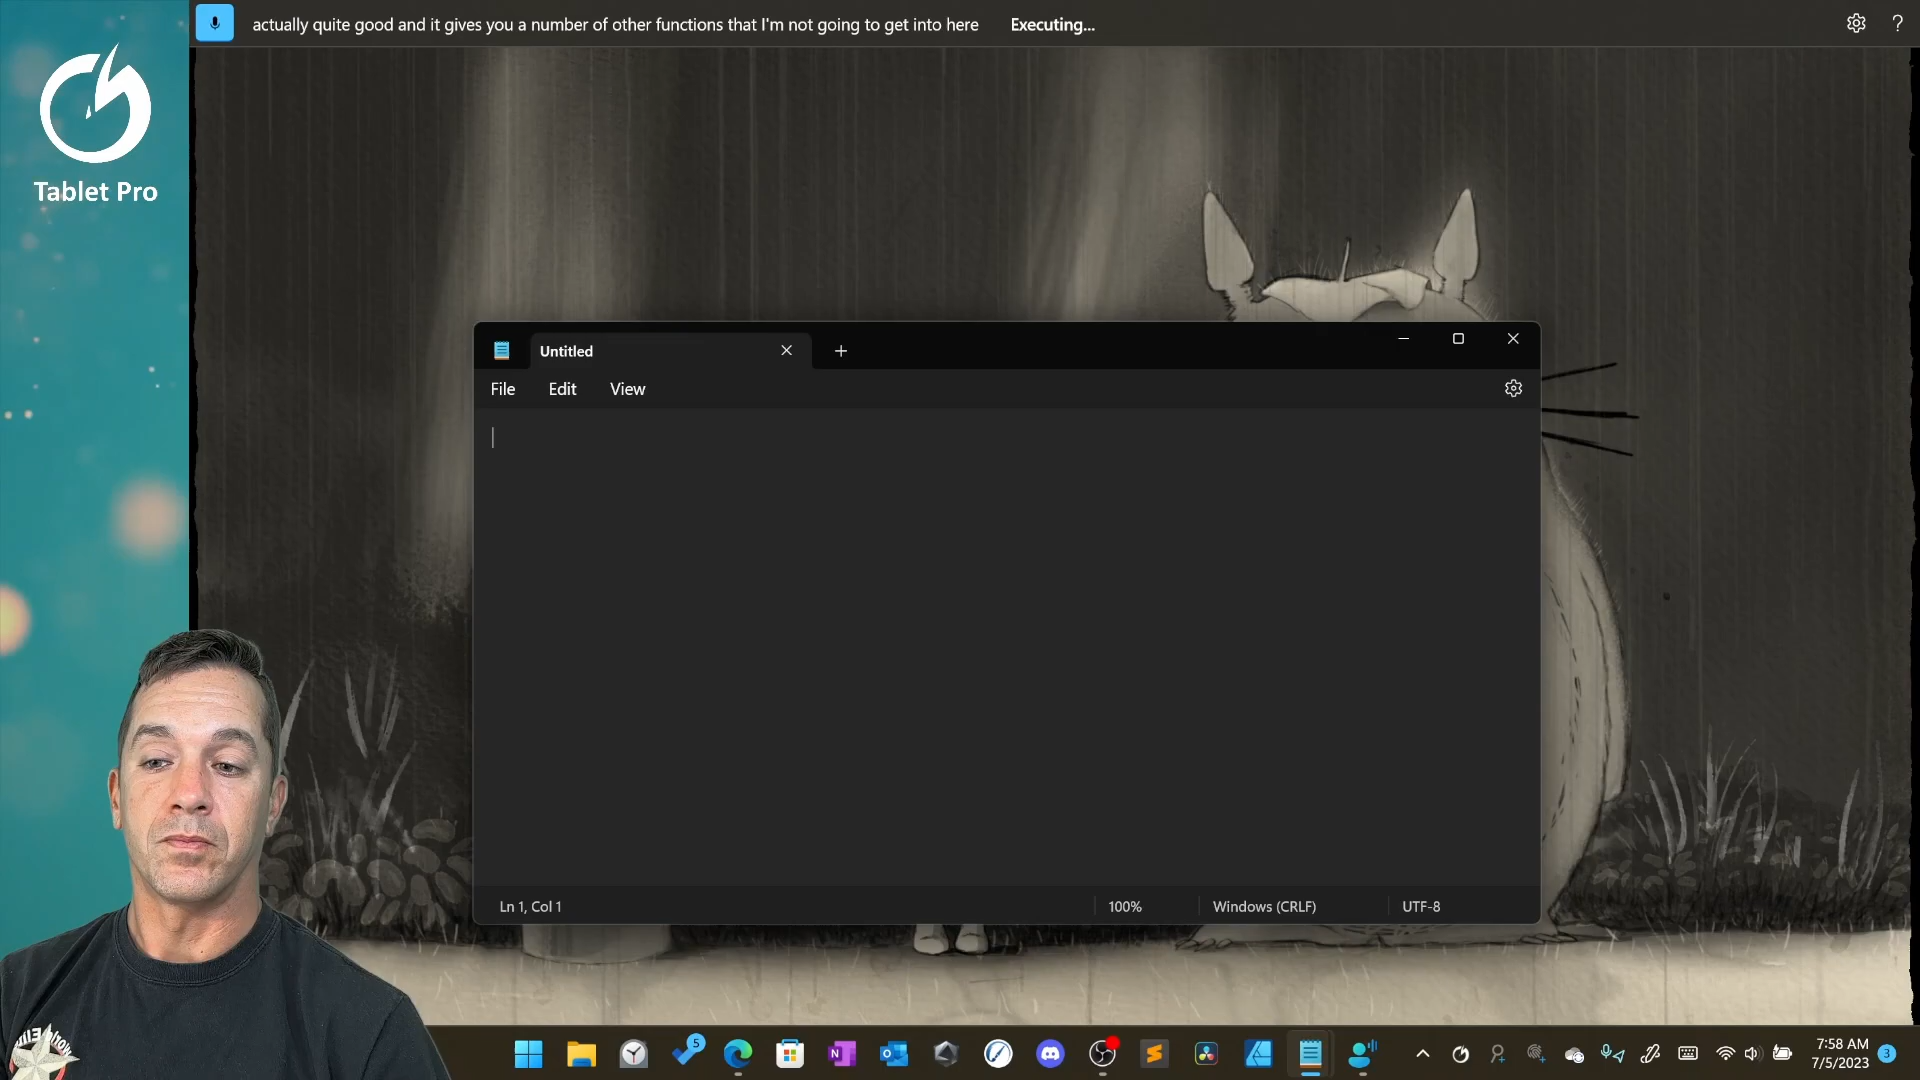 actually quite good and it gives you a number of other functions that I'm not going to get into here
Executing...
?
Tablet Pro
Untitled
File Edit View
Ln 1, Col 1
100%
Windows (CRLF)
UTF-8
5
7:58 AM
7/5/2023
3